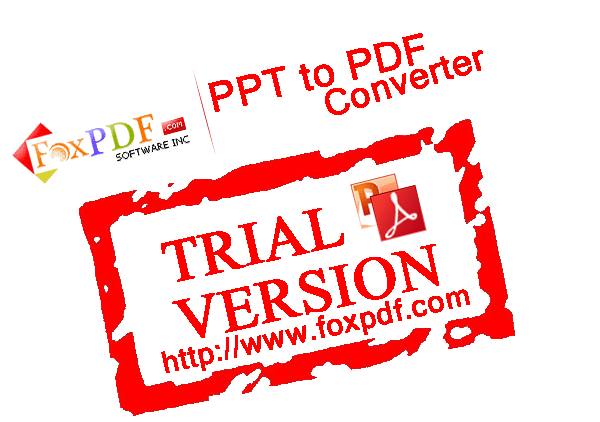 PPT to PDF
Converter
FoxPDF .COM
SOFTWARE INC
P
TRIAL
VERSION
http://www.foxpdf.com